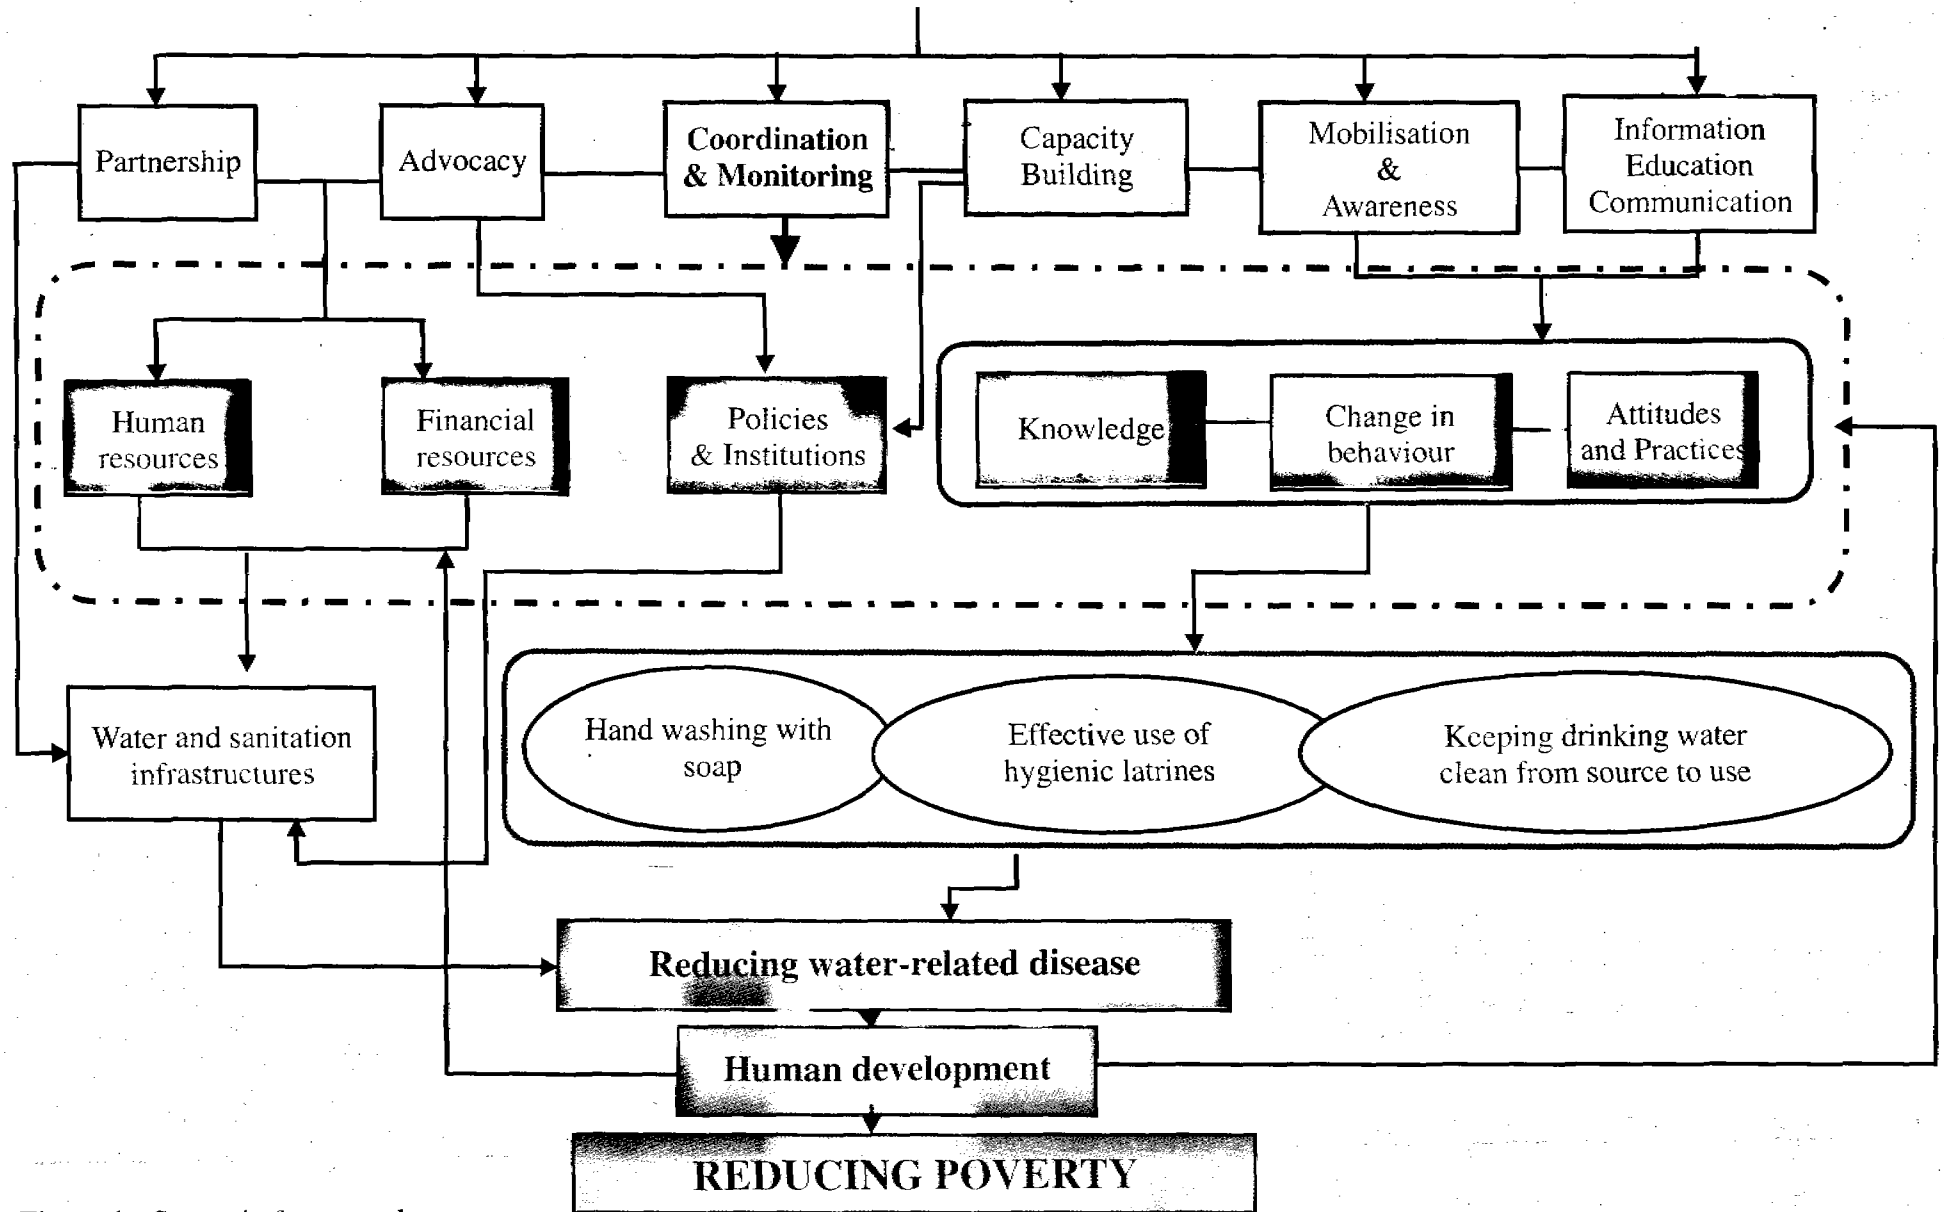 Partnership
Advocacy
Coordination
& Monitoring
Capacity
Building
Mobilisation
&
Awareness
Information
Education
Communication
Human
resources
Financial
resources
Policies
& Institutions
Knowledge
Change in
behaviour
Attitudes
and Practices
Water and sanitation
infrastructures
Hand washing with
soap
Effective use of
hygienic latrines
Keeping drinking water
clean from source to use
Reducing water-related disease
Human development
REDUCING POVERTY